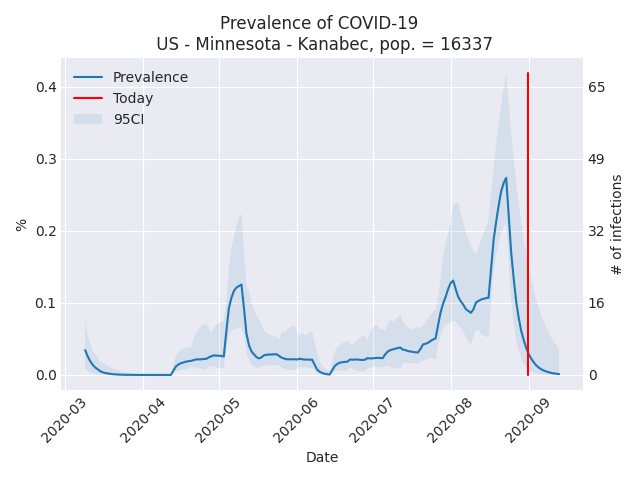 Prevalence of COVID-19
US - Minnesota - Kanabec, pop. = 16337
Prevalence
Today
95CI
0.4
0.3
0.2
0.1
0.0
%
65
49
32
16
0
# of infections
2020-03
2020-04
2020-05
2020-06
2020-07
2020-08
2020-09
Date